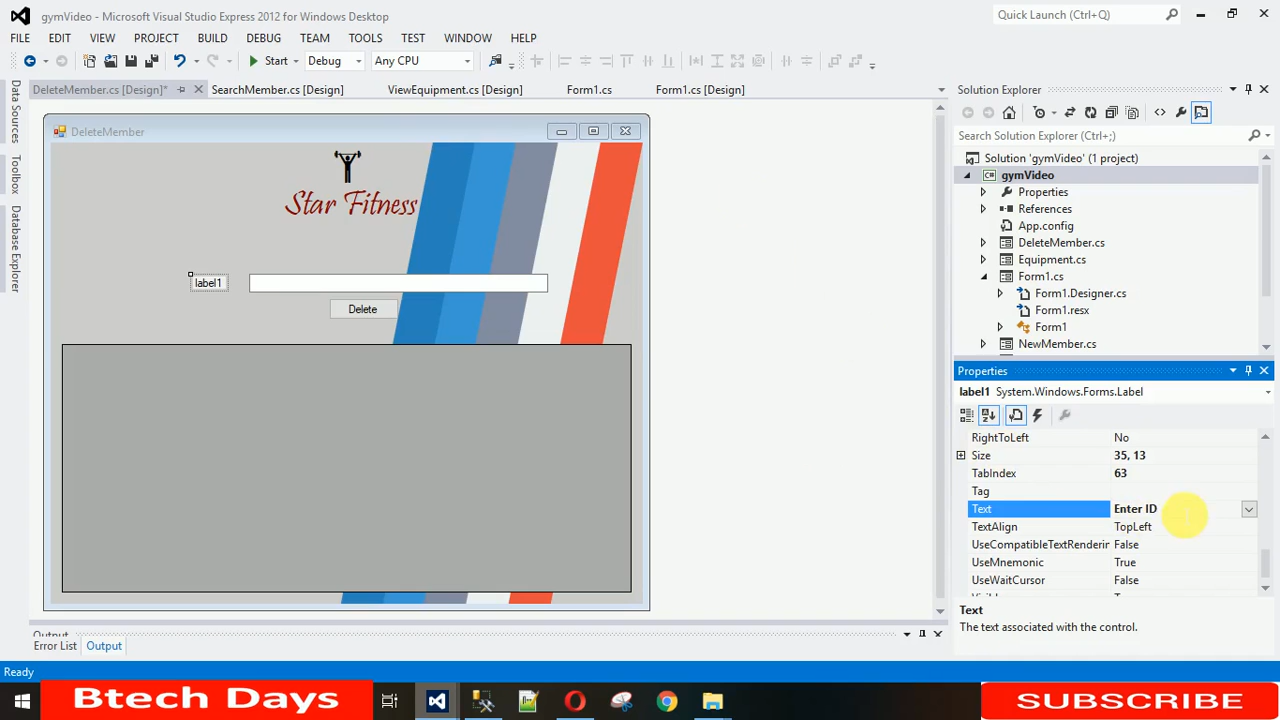 gymVideo - Microsoft Visual Studio Express 2012 for Windows Desktop
Quick Launch (Ctrl+Q)
FILE EDIT VIEW PROJECT BUILD DEBUG TEAM TOOLS TEST WINDOW HELP
Start Debug Any CPU
Data Sources
Toolbox
Database Explorer
DeleteMember.cs [Design]* SearchMember.cs [Design] ViewEquipment.cs [Design] Form1.cs Form1.cs [Design]
DeleteMember
Star Fitness
label1
Delete
Solution Explorer
Search Solution Explorer (Ctrl+;)
Solution 'gymVideo' (1 project)
gymVideo
Properties
References
App.config
DeleteMember.cs
Equipment.cs
Form1.cs
Form1.Designer.cs
Form1.resx
Form1
NewMember.cs
Properties
label1 System.Windows.Forms.Label
RightToLeft No
Size 35, 13
TabIndex 63
Tag
Text Enter ID
TextAlign TopLeft
UseCompatibleTextRenderin False
UseMnemonic True
UseWaitCursor False
Text
The text associated with the control.
Output
Error List Output
Ready
Btech Days
SUBSCRIBE